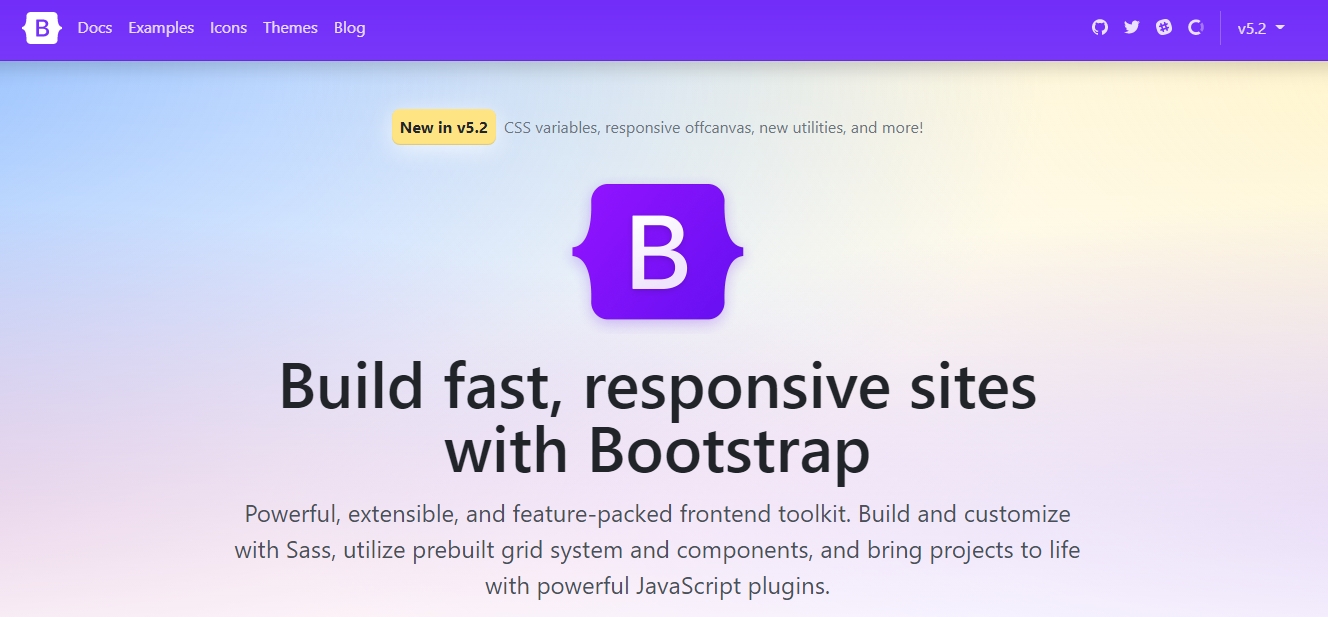 B Docs Examples Icons Themes Blog v5.2
New in v5.2 CSS variables, responsive offcanvas, new utilities, and more!
B
Build fast, responsive sites
with Bootstrap
Powerful, extensible, and feature-packed frontend toolkit. Build and customize
with Sass, utilize prebuilt grid system and components, and bring projects to life
with powerful JavaScript plugins.